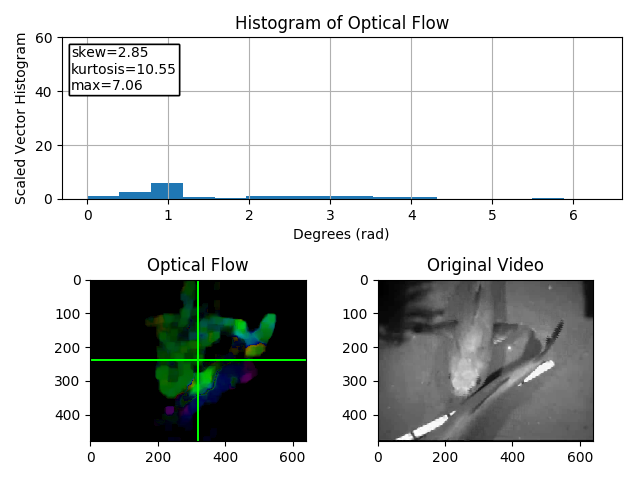 Histogram of Optical Flow
Scaled Vector Histogram
60
40
20
0
skew=2.85
kurtosis=10.55
max=7.06
0 1 2 3 4 5 6
Degrees (rad)
Optical Flow
0
100
200
300
400
0 200 400 600
Original Video
0
100
200
300
400
0 200 400 600